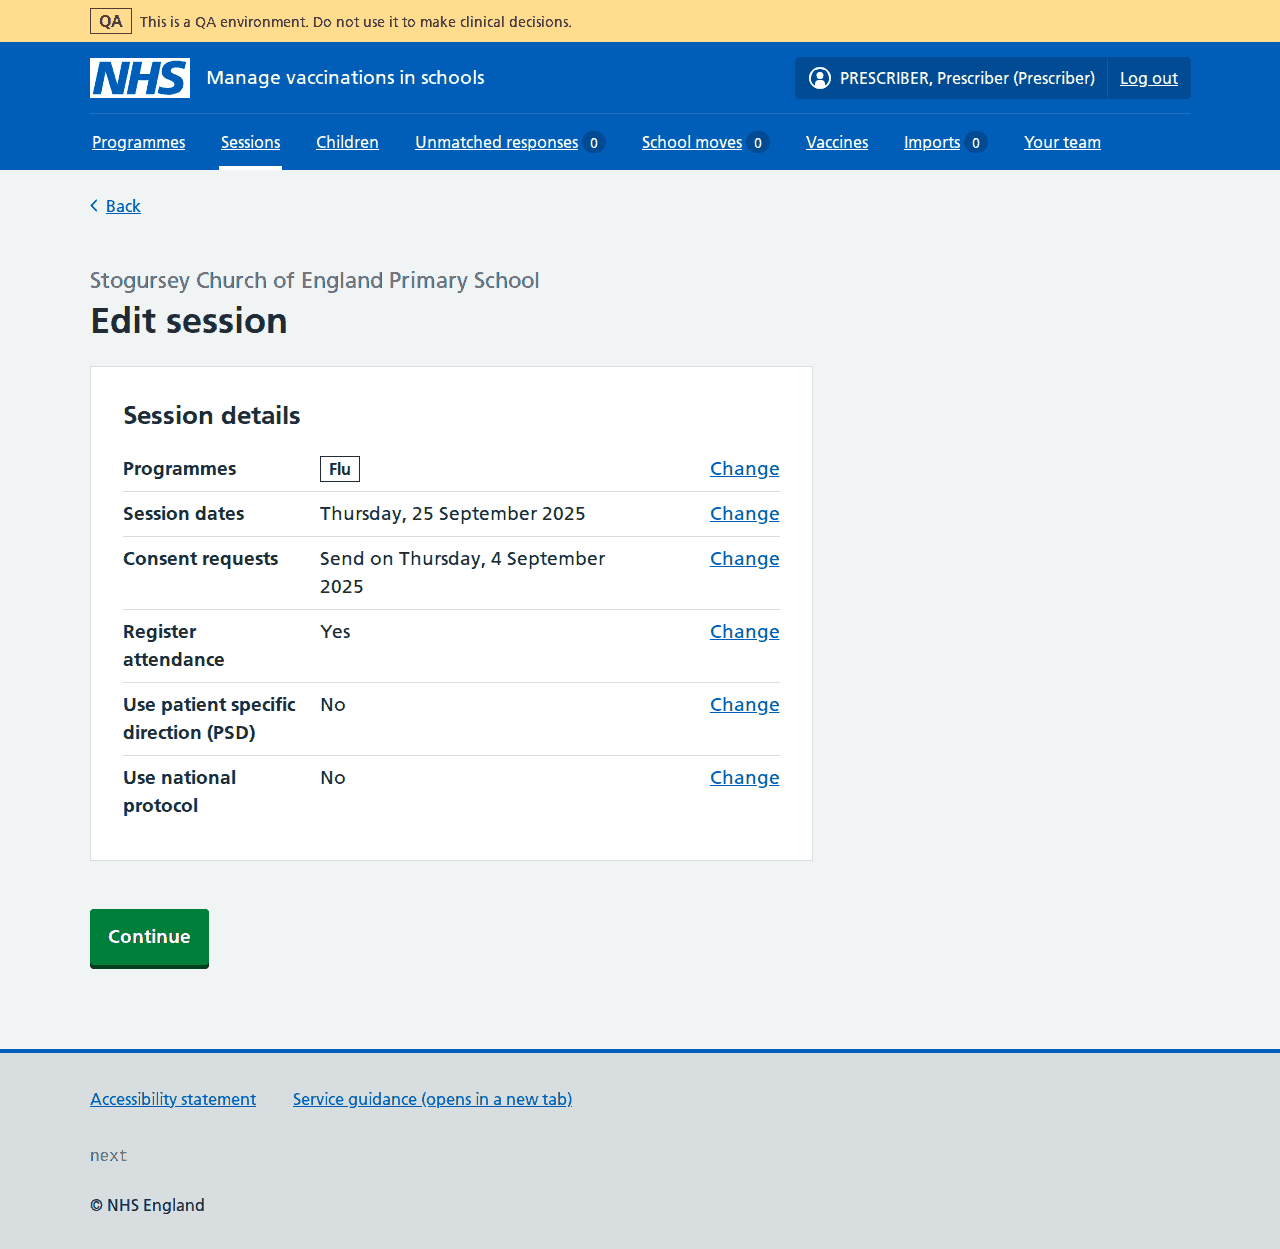 QA This is a QA environment. Do not use it to make clinical decisions.
NHS Manage vaccinations in schools PRESCRIBER, Prescriber (Prescriber) Log out
Programmes Sessions Children Unmatched responses 0 School moves 0 Vaccines Imports 0 Your team
Back
Stogursey Church of England Primary School
Edit session
Session details
Programmes Flu Change
Session dates Thursday, 25 September 2025 Change
Consent requests Send on Thursday, 4 September Change
2025
Register Yes Change
attendance
Use patient specific No Change
direction (PSD)
Use national No Change
protocol
Continue
Accessibility statement Service guidance (opens in a new tab)
next
© NHS England